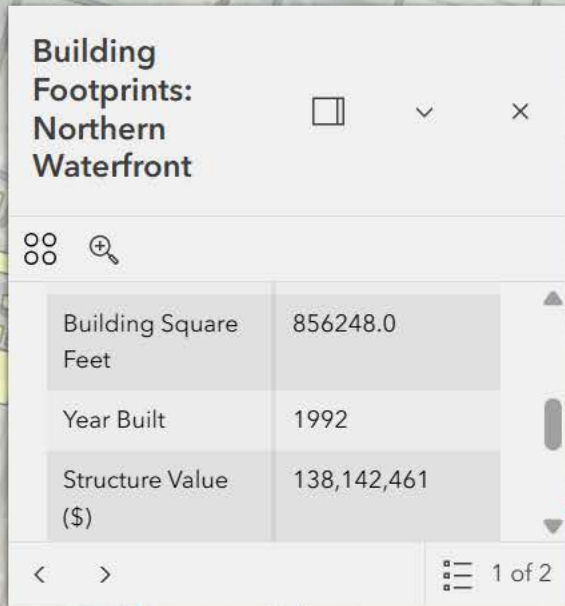 Building
Footprints:
Northern
Waterfront
Building Square 856248.0
Feet
Year Built 1992
Structure Value 138,142,461
($)
1 of 2